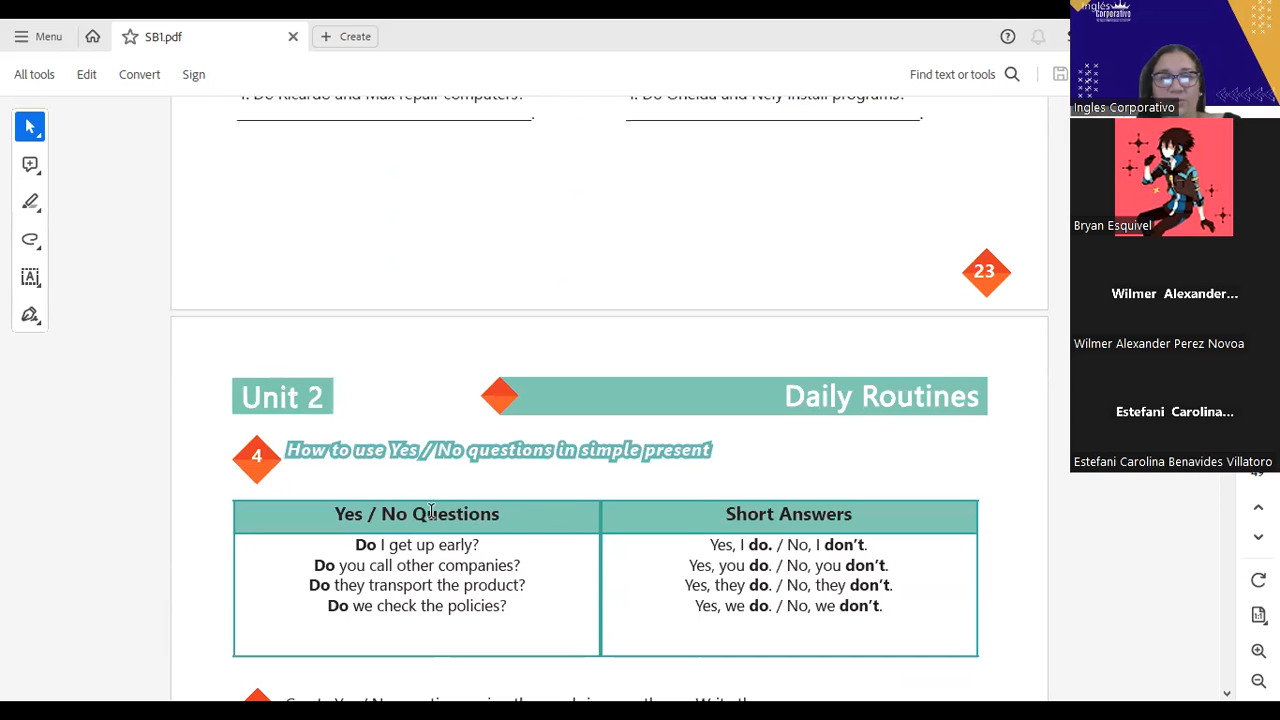 Menu
SB1.pdf
Create
All tools
Edit
Convert
Sign
Find text or tools
1. Do Ricardo and Max repair computers?
1. Do Oneida and Nely install programs?
23
Unit 2
Daily Routines
4
How to use Yes / No questions in simple present
Yes / No Questions
Short Answers
Do I get up early?
Yes, I do. / No, I don't.
Do you call other companies?
Yes, you do. / No, you don't.
Do they transport the product?
Yes, they do. / No, they don't.
Do we check the policies?
Yes, we do. / No, we don't.
Inglés
Corporativo
Ingles Corporativo
Bryan Esquivel
Wilmer Alexander...
Wilmer Alexander Perez Novoa
Estefani Carolina...
Estefani Carolina Benavides Villatoro